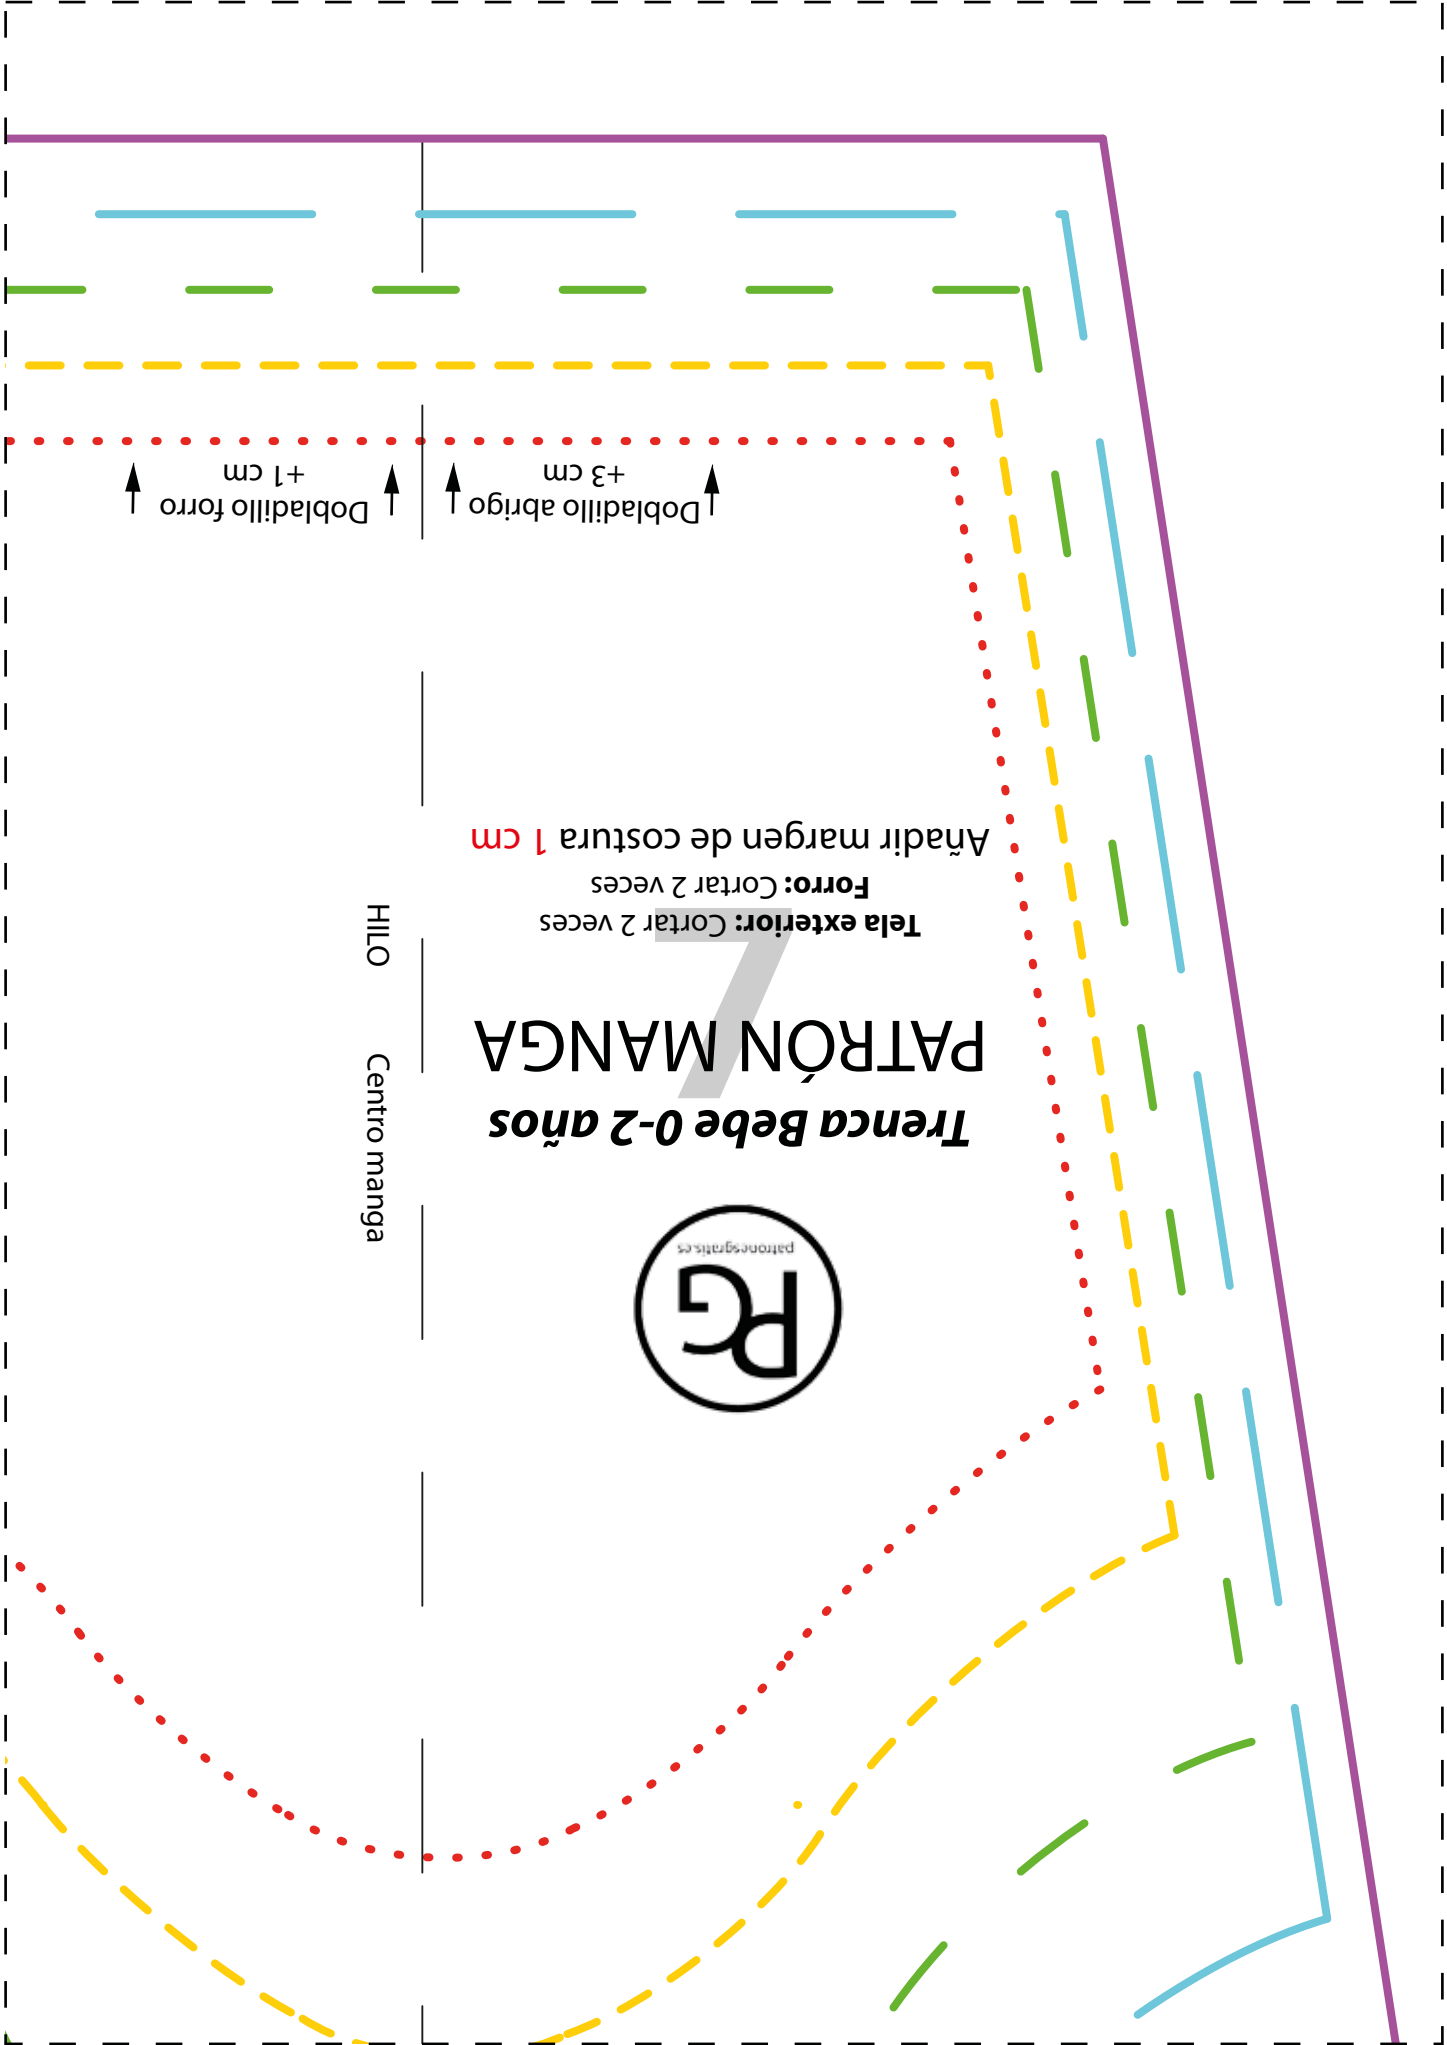 patronesgratis.es
PG
Trenca Bebe 0-2 años
PATRÓN MANGA
7
Tela exterior: Cortar 2 veces
Forro: Cortar 2 veces
Añadir margen de costura 1 cm
HILO
Centro manga
Dobladillo abrigo
+3 cm
Dobladillo forro
+1 cm